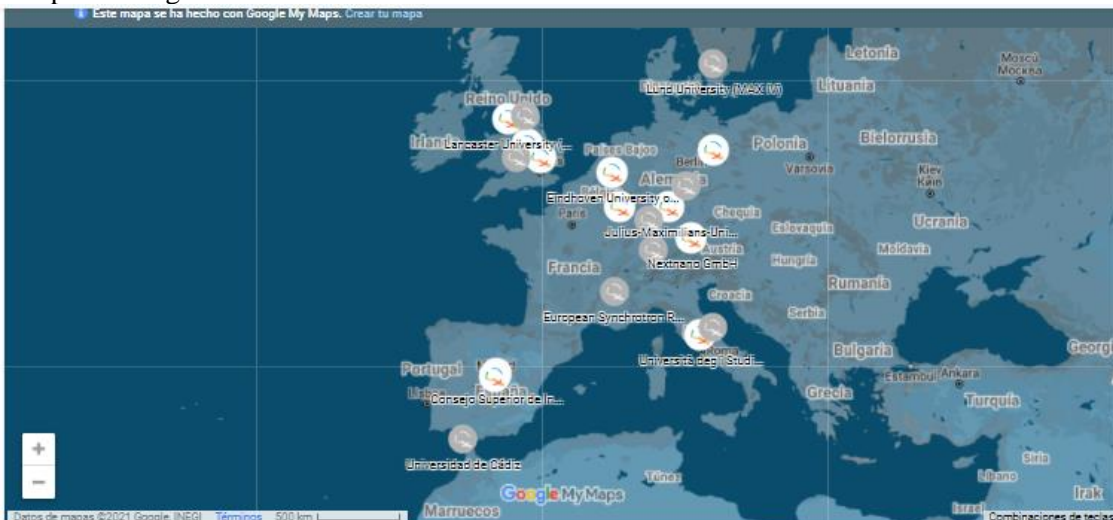 Este mapa se ha hecho con Google My Maps. Crear tu mapa
Letonia
Moscú
Москва
Lund University (MAX IV)
Lituania
Reino Unido
Irlanda
Lancaster University (...
Países Bajos
Berlín
Polonia
Varsovia
Bielorrusia
Kiev
Київ
Alemania
Eindhoven University o...
París
Chequia
Eslovaquia
Ucrania
Julius-Maximilians-Uni...
Austria
Nextnano GmbH
Hungría
Moldavia
Francia
Rumanía
Croacia
European Synchrotron R...
Serbia
Università degli Studi...
Bulgaria
Georgi
Portugal
España
Consejo Superior de In...
Estambul
Ankara
Grecia
Turquía
Universidad de Cádiz
Túnez
Siria
Líbano
Irak
Israel
Google My Maps
Marruecos
Datos de mapas ©2021 Google, INEGI
Términos
500 km
Combinaciones de teclas